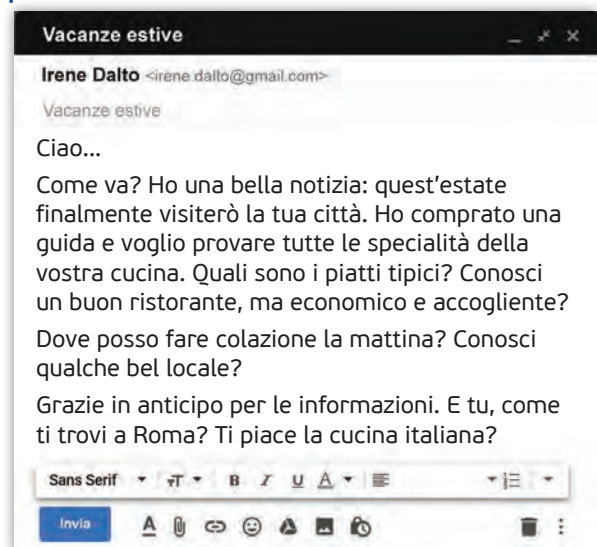 Vacanze estive
Irene Dalto <irene.dalto@gmail.com>
Vacanze estive
Ciao...
Come va? Ho una bella notizia: quest'estate
finalmente visiterò la tua città. Ho comprato una
guida e voglio provare tutte le specialità della
vostra cucina. Quali sono i piatti tipici? Conosci
un buon ristorante, ma economico e accogliente?
Dove posso fare colazione la mattina? Conosci
qualche bel locale?
Grazie in anticipo per le informazioni. E tu, come
ti trovi a Roma? Ti piace la cucina italiana?
Sans Serif TT B I U A
Invia A